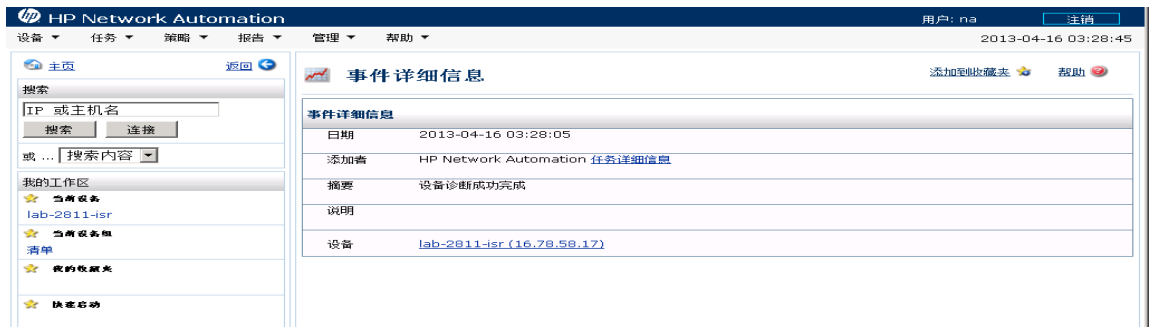 HP Network Automation 用户: na 注销
设备 任务 策略 报告 管理 帮助 2013-04-16 03:28:45
主页 返回
搜索
IP 或主机名
搜索 连接
或 ... 搜索内容
我的工作区
当前设备
lab-2811-isr
当前设备组
清单
我的收藏夹
快速启动
事件详细信息 添加到收藏夹 帮助
事件详细信息
日期 2013-04-16 03:28:05
添加者 HP Network Automation 任务详细信息
摘要 设备诊断成功完成
说明
设备 lab-2811-isr (16.78.58.17)